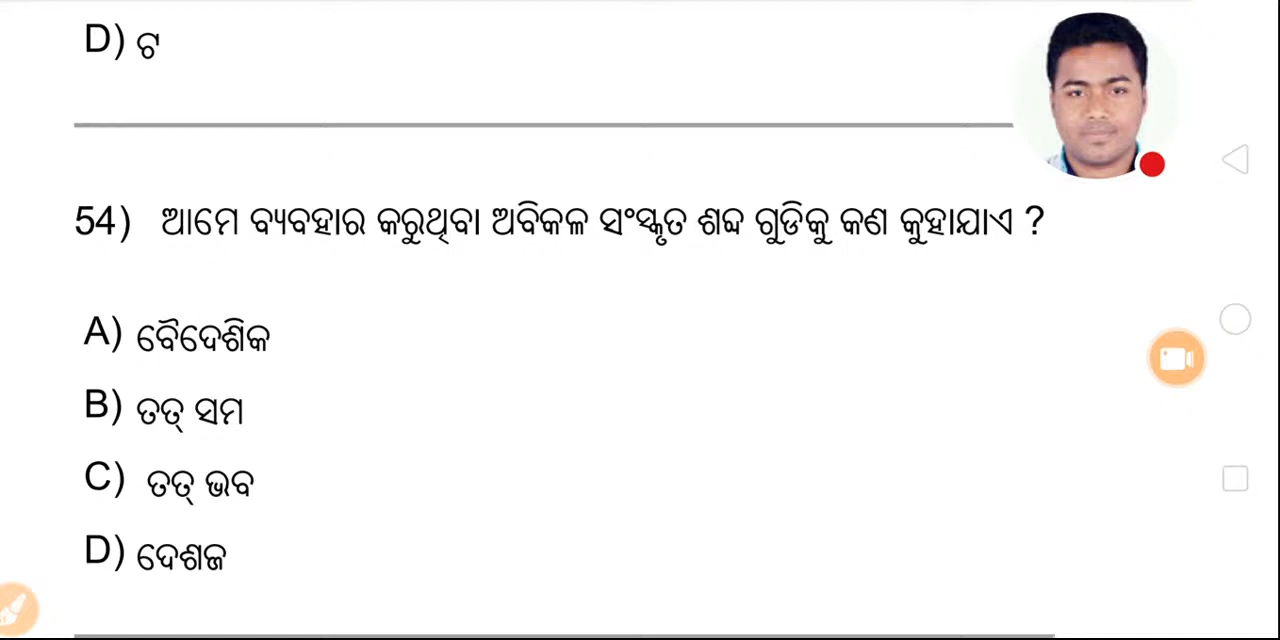 D) ଟ
54) ଆମେ ବ୍ୟବହାର କରୁଥିବା ଅବିକଳ ସଂସ୍କୃତ ଶବ୍ଦ ଗୁଡିକୁ କଣ କୁହାଯାଏ ?
A) ବୈଦେଶିକ
B) ତତ୍ ସମ
C) ତତ୍ ଭବ
D) ଦେଶଜ